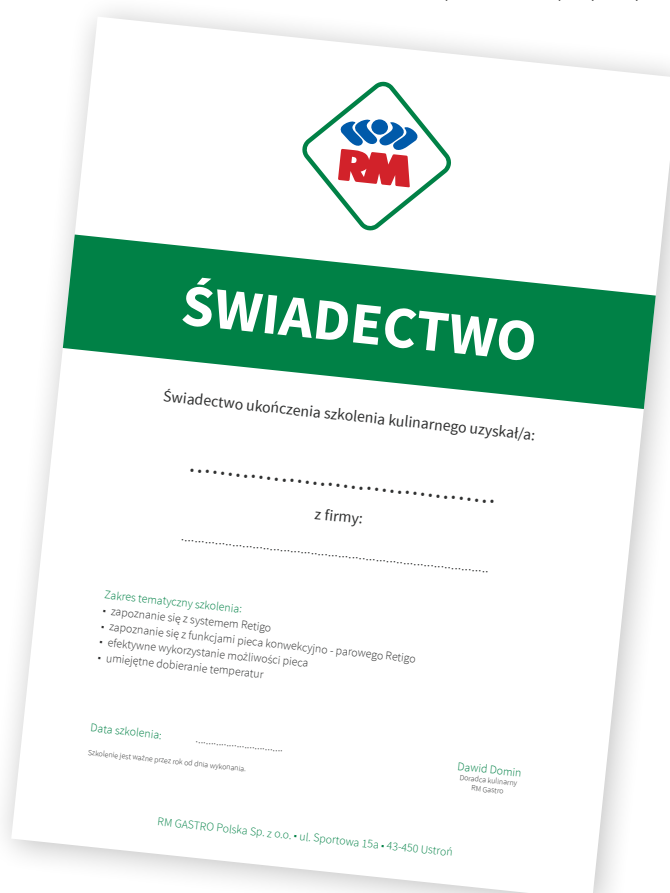 RM
ŚWIADECTWO
Świadectwo ukończenia szkolenia kulinarnego uzyskał/a:
z firmy:
Zakres tematyczny szkolenia:
• zapoznanie się z systemem Retigo
• zapoznanie się z funkcjami pieca konwekcyjno - parowego Retigo
• efektywne wykorzystanie możliwości pieca
• umiejętne dobieranie temperatur
Data szkolenia:
Szkolenie jest ważne przez rok od dnia wykonania.
Dawid Domin
Doradca kulinarny
RM Gastro
RM GASTRO Polska Sp. z o.o. • ul. Sportowa 15a • 43-450 Ustroń